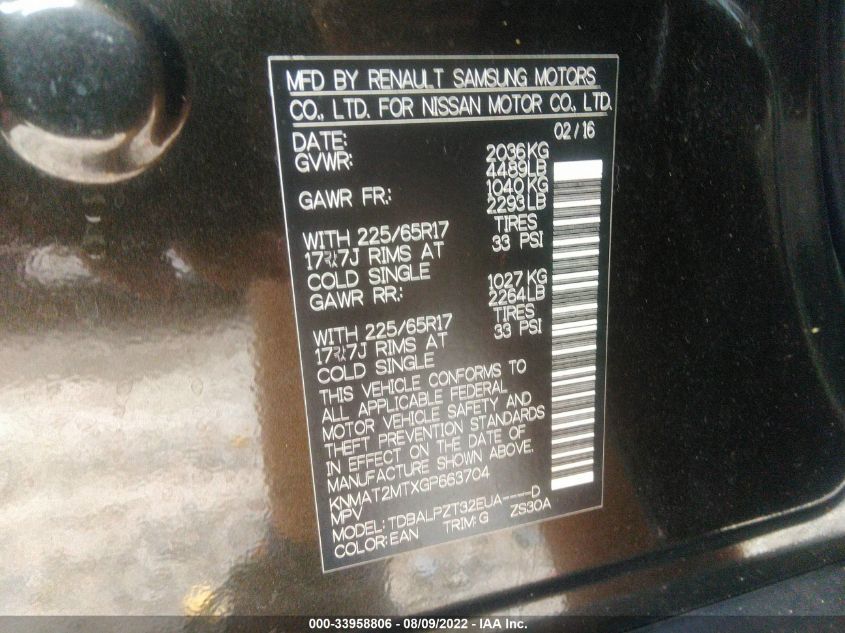 MFD BY RENAULT SAMSUNG MOTORS
CO., LTD. FOR NISSAN MOTOR CO., LTD.
DATE: 02/16
GVWR: 2036KG
4489LB
GAWR FR: 1040KG
2293LB
WITH 225/65R17 TIRES
17X7J RIMS AT 33 PSI
COLD SINGLE
GAWR RR: 1027KG
2264LB
WITH 225/65R17 TIRES
17X7J RIMS AT 33 PSI
COLD SINGLE
THIS VEHICLE CONFORMS TO
ALL APPLICABLE FEDERAL
MOTOR VEHICLE SAFETY AND
THEFT PREVENTION STANDARDS
IN EFFECT ON THE DATE OF
MANUFACTURE SHOWN ABOVE.
KNMAT2MTXGP663704
MPV
MODEL: TDBALPZT32EUA----D
COLOR: EAN TRIM: G ZS30A
000-33958806 - 08/09/2022 - IAA Inc.